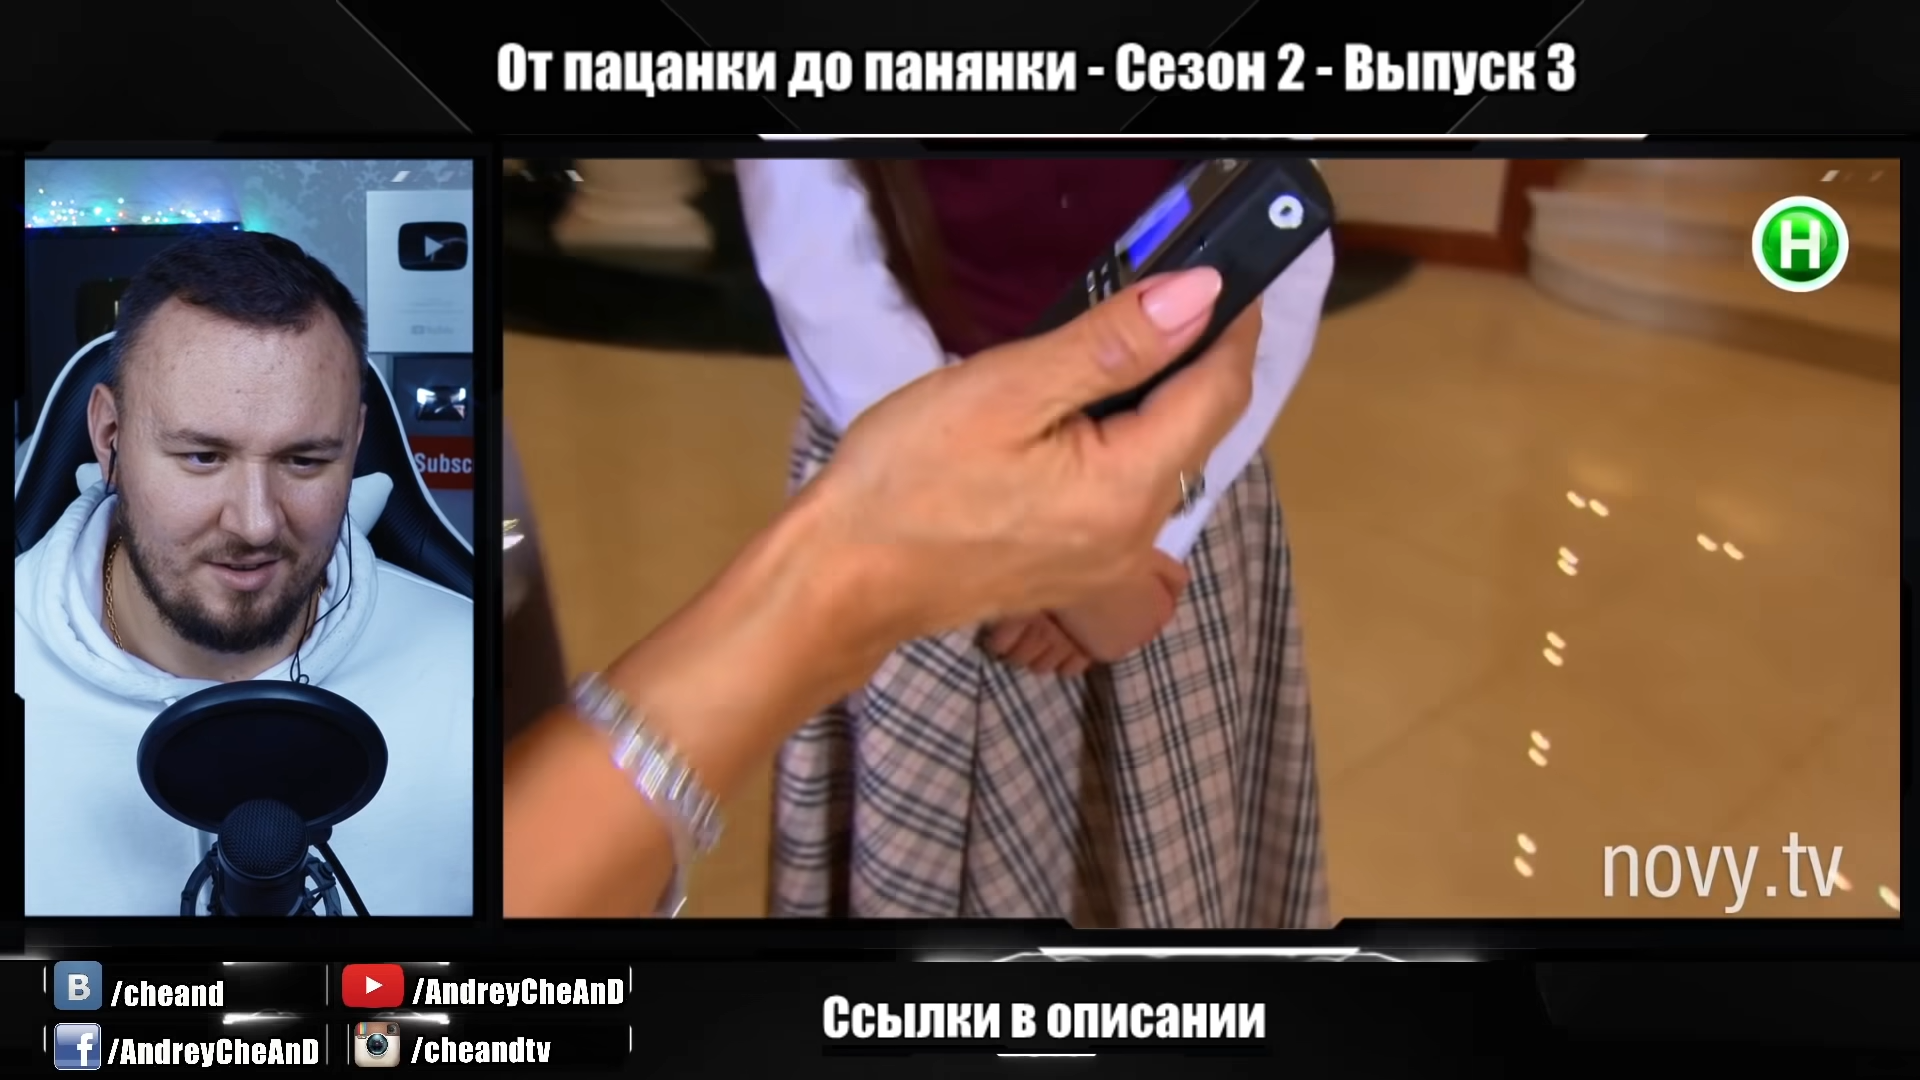 От пацанки до панянки - Сезон 2 - Выпуск 3
Subsc
H
novy.tv
B /cheand
/AndreyCheAnD
f /AndreyCheAnD
/cheandtv
Ссылки в описании